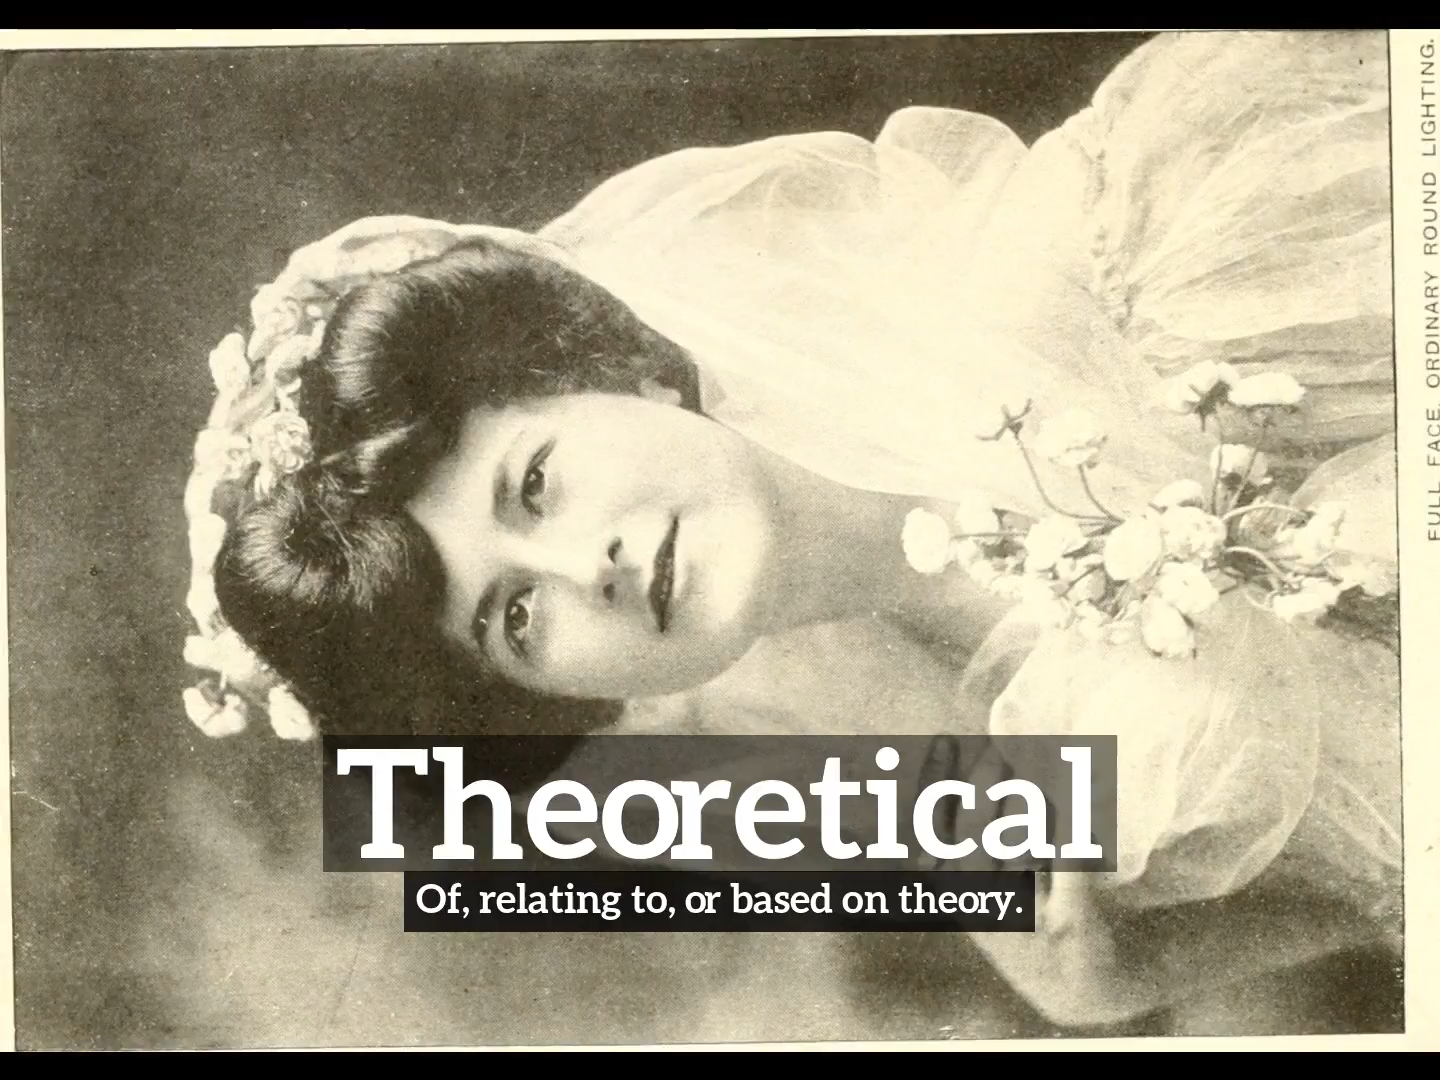 Theoretical
Of, relating to, or based on theory.
FULL FACE. ORDINARY ROUND LIGHTING.